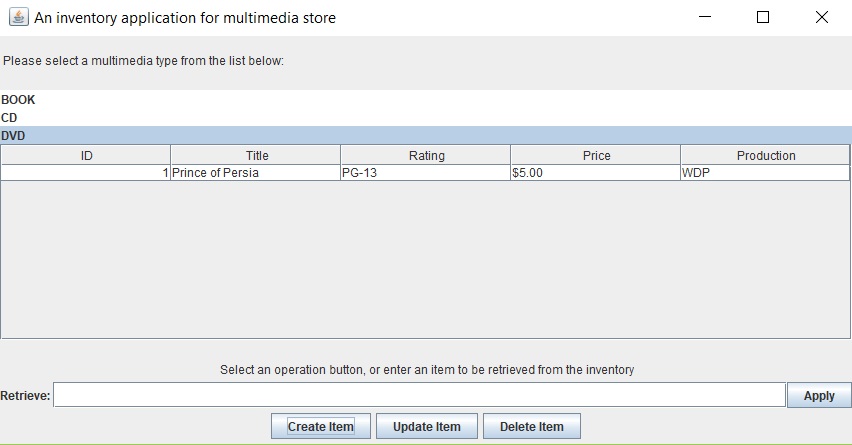 An inventory application for multimedia store
Please select a multimedia type from the list below:
BOOK
CD
DVD
ID Title Rating Price Production
1 Prince of Persia PG-13 $5.00 WDP
Select an operation button, or enter an item to be retrieved from the inventory
Retrieve: Apply
Create Item Update Item Delete Item